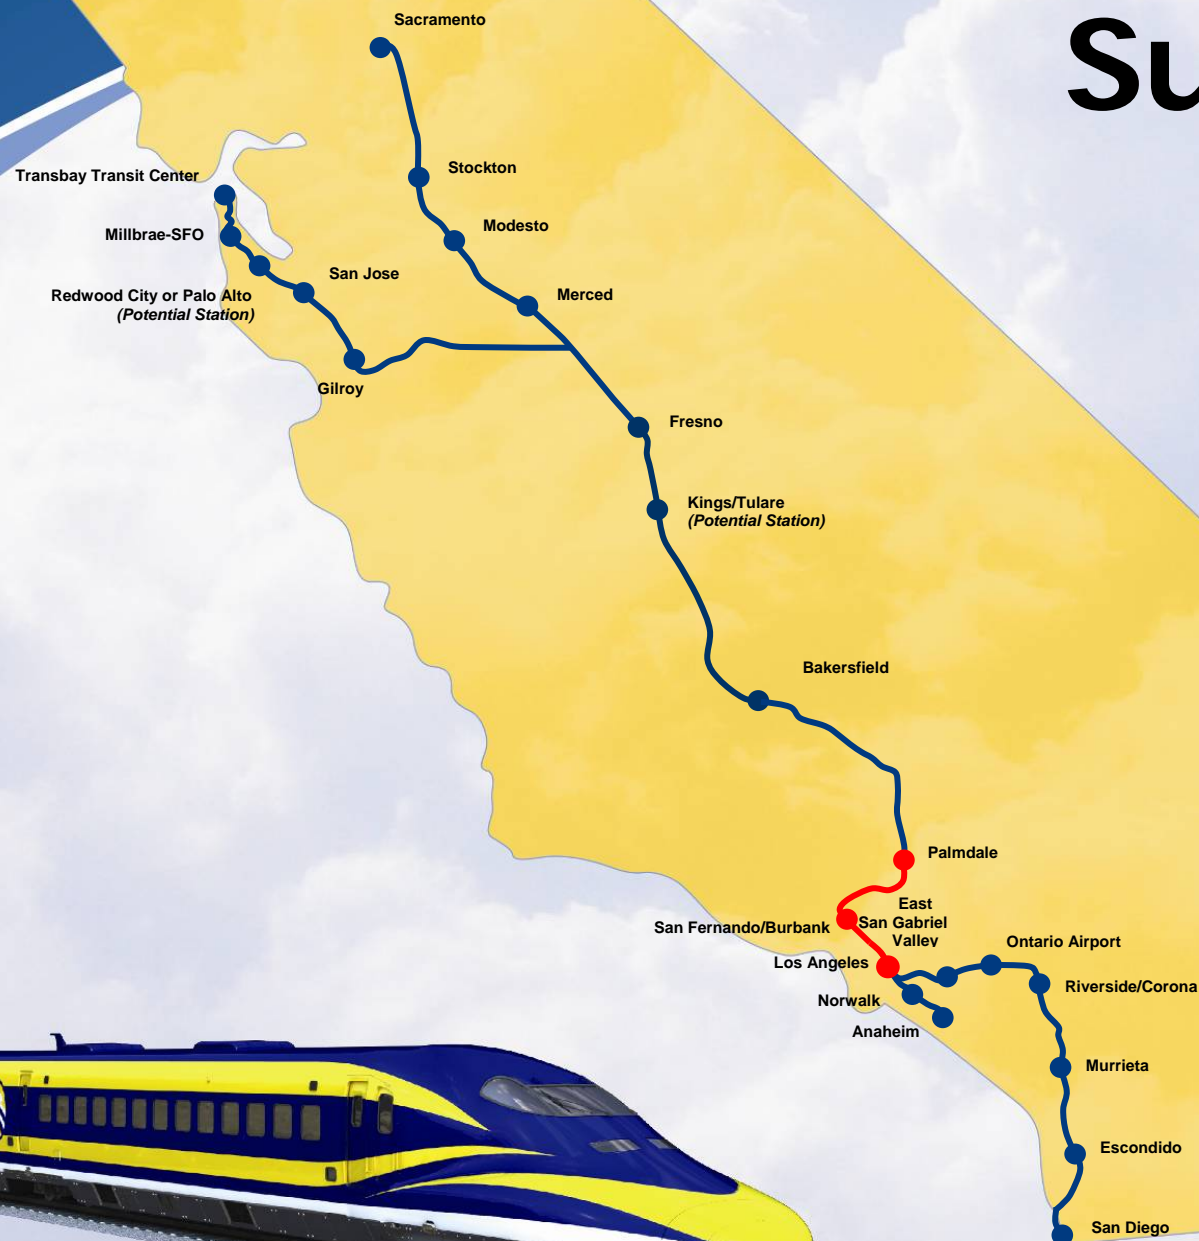 Su
Sacramento
Stockton
Transbay Transit Center
Modesto
Millbrae-SFO
San Jose
Redwood City or Palo Alto
(Potential Station)
Merced
Gilroy
Fresno
Kings/Tulare
(Potential Station)
Bakersfield
Palmdale
East
San Gabriel
Valley
San Fernando/Burbank
Ontario Airport
Los Angeles
Riverside/Corona
Norwalk
Anaheim
Murrieta
Escondido
San Diego